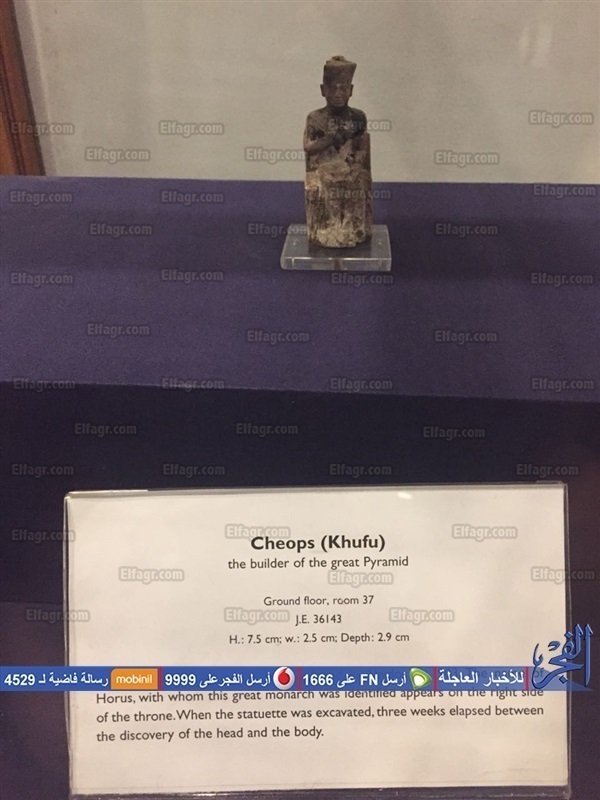 Cheops (Khufu)
the builder of the great Pyramid
Ground floor, room 37
J.E. 36143
H.: 7.5 cm; w.: 2.5 cm; Depth: 2.9 cm
للأخبار العاجلة أرسل FN على 1666 أرسل الفجر على 9999 mobinil رسالة فاضية لـ 4529
الفجر
Horus, with whom this great monarch was identified appears on the right side
of the throne. When the statuette was excavated, three weeks elapsed between
the discovery of the head and the body.
Elfagr.com